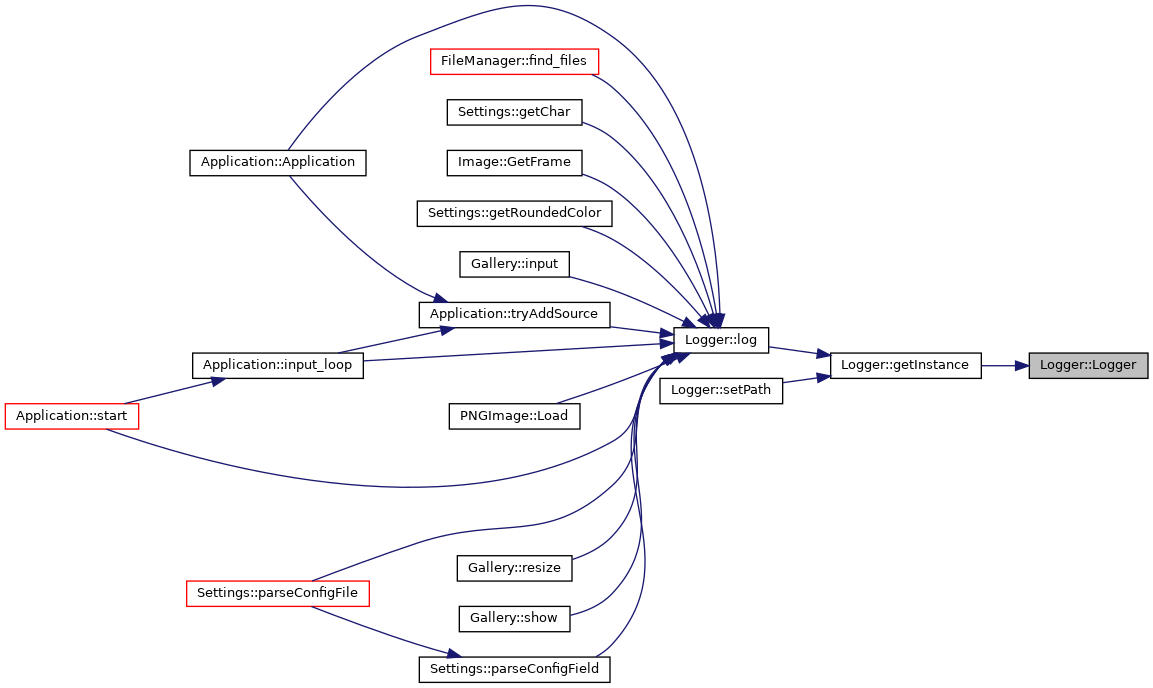 FileManager::find_files
Settings::getChar
Application::Application
Image::GetFrame
Settings::getRoundedColor
Gallery::input
Application::tryAddSource
Logger::log
Application::input_loop
Logger::getInstance
Logger::Logger
Logger::setPath
Application::start
PNGImage::Load
Gallery::resize
Settings::parseConfigFile
Gallery::show
Settings::parseConfigField